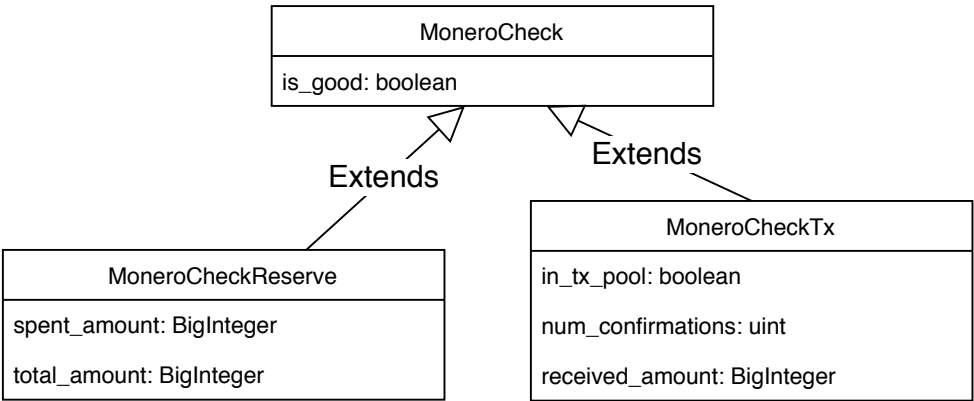 MoneroCheck
is_good: boolean
Extends
Extends
MoneroCheckReserve
spent_amount: BigInteger
total_amount: BigInteger
MoneroCheckTx
in_tx_pool: boolean
num_confirmations: uint
received_amount: BigInteger